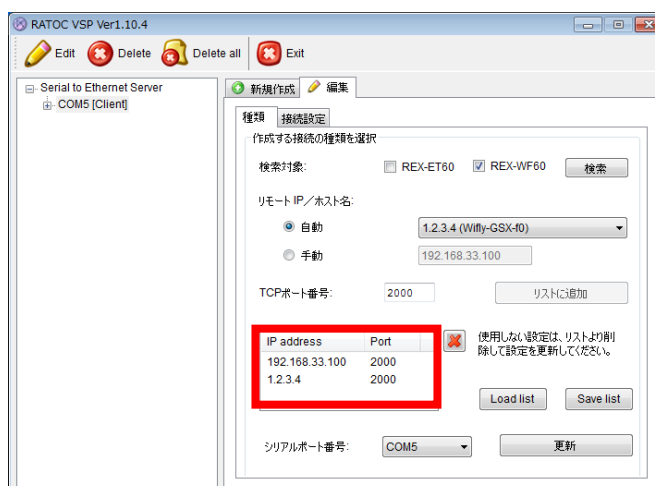 RATOC VSP Ver1.10.4
Edit Delete Delete all Exit
Serial to Ethernet Server
COM5 [Client]
新規作成 編集
種類 接続設定
作成する接続の種類を選択
検索対象: REX-ET60 REX-WF60 検索
リモート IP／ホスト名:
自動 1.2.3.4 (Wifly-GSX-f0)
手動 192.168.33.100
TCPポート番号: 2000 リストに追加
IP address Port
192.168.33.100 2000
1.2.3.4 2000
使用しない設定は、リストより削
除して設定を更新してください。
Load list Save list
シリアルポート番号: COM5 更新